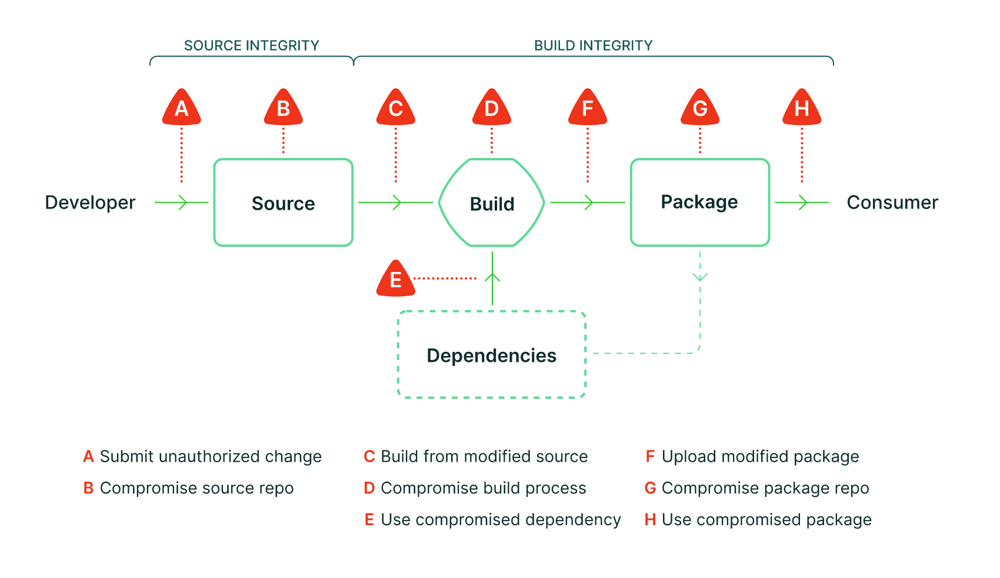 SOURCE INTEGRITY
BUILD INTEGRITY
A
B
C
D
F
G
H
Developer
Source
Build
Package
Consumer
E
Dependencies
A Submit unauthorized change
B Compromise source repo
C Build from modified source
D Compromise build process
E Use compromised dependency
F Upload modified package
G Compromise package repo
H Use compromised package